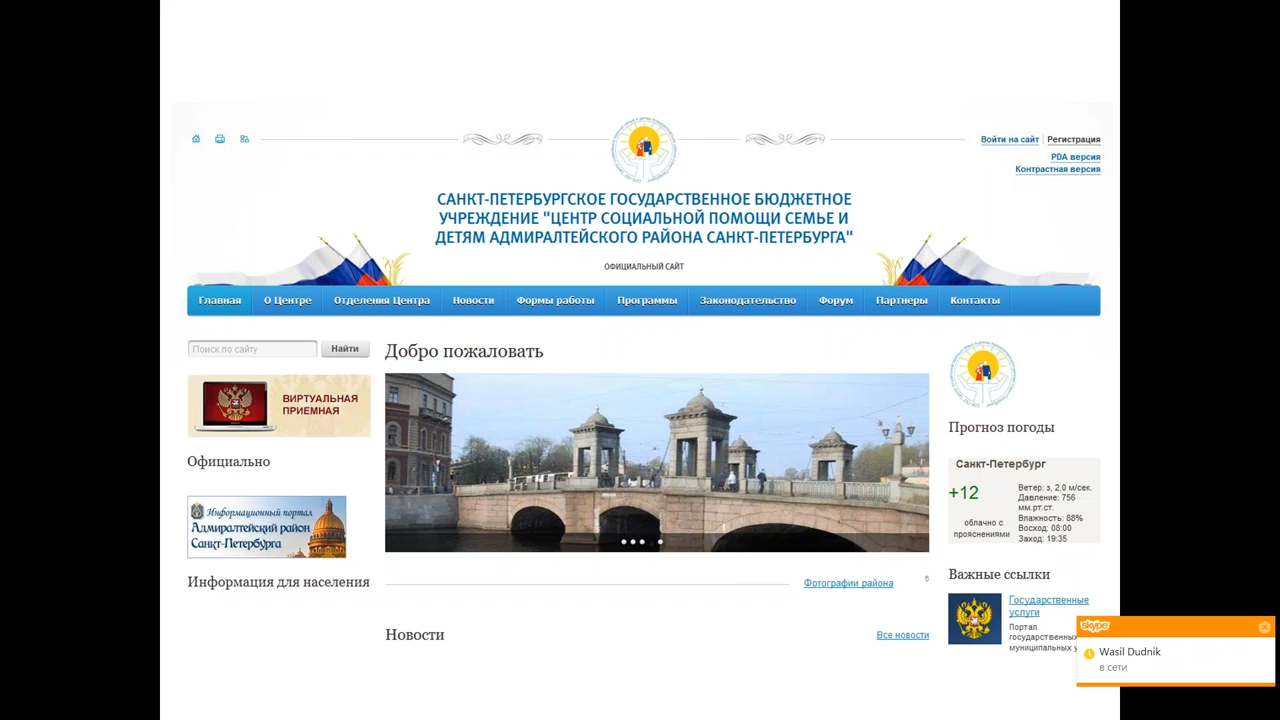 Войти на сайт | Регистрация
PDA версия
Контрастная версия
САНКТ-ПЕТЕРБУРГСКОЕ ГОСУДАРСТВЕННОЕ БЮДЖЕТНОЕ
УЧРЕЖДЕНИЕ "ЦЕНТР СОЦИАЛЬНОЙ ПОМОЩИ СЕМЬЕ И
ДЕТЯМ АДМИРАЛТЕЙСКОГО РАЙОНА САНКТ-ПЕТЕРБУРГА"
ОФИЦИАЛЬНЫЙ САЙТ
Главная О Центре Отделения Центра Новости Формы работы Программы Законодательство Форум Партнеры Контакты
Поиск по сайту Найти
ВИРТУАЛЬНАЯ
ПРИЕМНАЯ
Официально
Информационный портал
Адмиралтейский район
Санкт-Петербурга
Информация для населения
Добро пожаловать
Фотографии района
5
Новости
Все новости
Прогноз погоды
Санкт-Петербург
+12
облачно с
прояснениями
Ветер: з, 2.0 м/сек.
Давление: 756
мм.рт.ст.
Влажность: 88%
Восход: 08:00
Заход: 19:35
Важные ссылки
Государственные
услуги
Портал
государственных
муниципальных у
skype
Wasil Dudnik
в сети